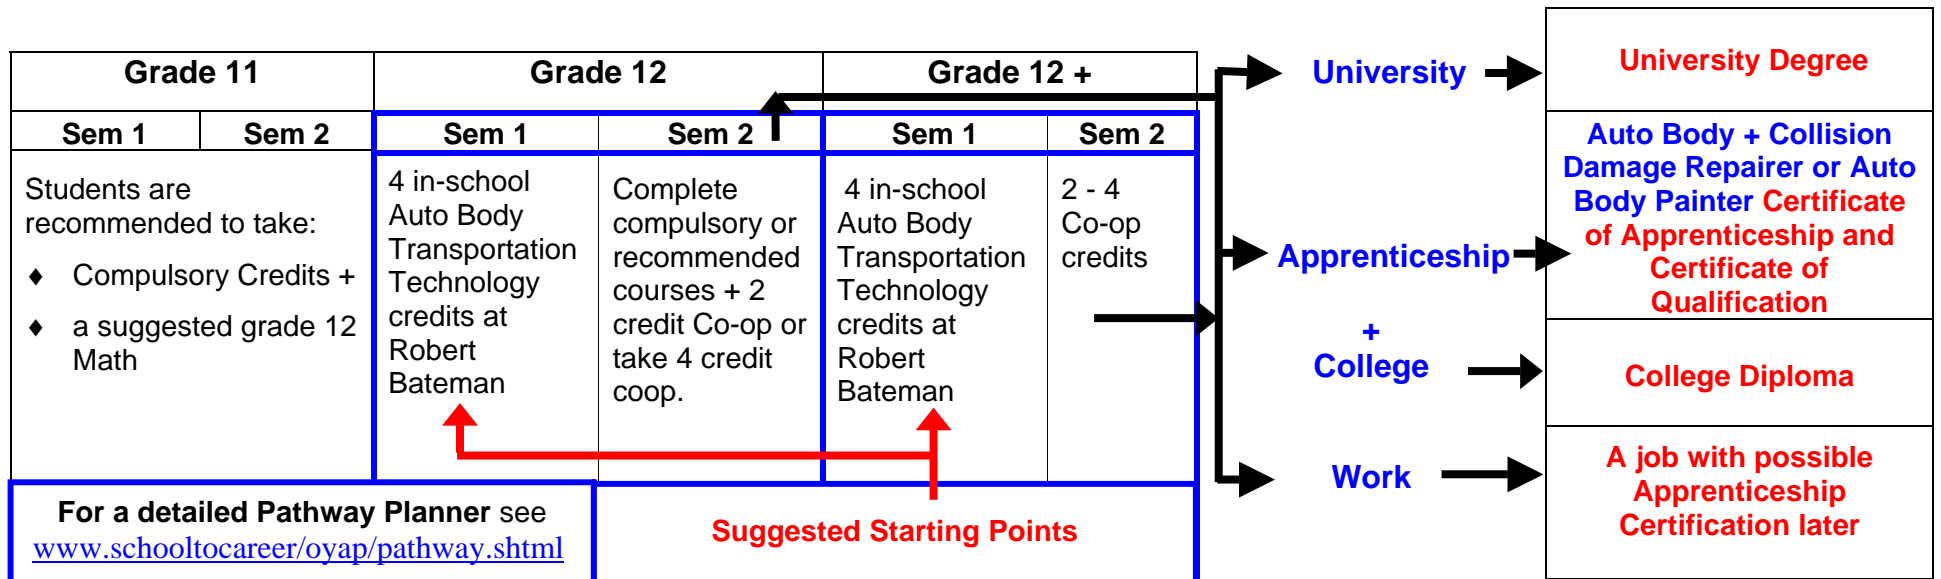 Grade 11
Grade 12
Grade 12 +
Sem 1
Sem 2
Sem 1
Sem 2
Sem 1
Sem 2
Students are
recommended to take:
♦ Compulsory Credits +
♦ a suggested grade 12
Math
4 in-school
Auto Body
Transportation
Technology
credits at
Robert
Bateman
Complete
compulsory or
recommended
courses + 2
credit Co-op or
take 4 credit
coop.
4 in-school
Auto Body
Transportation
Technology
credits at
Robert
Bateman
2 - 4
Co-op
credits
For a detailed Pathway Planner see
www.schooltocareer/oyap/pathway.shtml
Suggested Starting Points
University
Apprenticeship
+
College
Work
University Degree
Auto Body + Collision
Damage Repairer or Auto
Body Painter Certificate
of Apprenticeship and
Certificate of
Qualification
College Diploma
A job with possible
Apprenticeship
Certification later